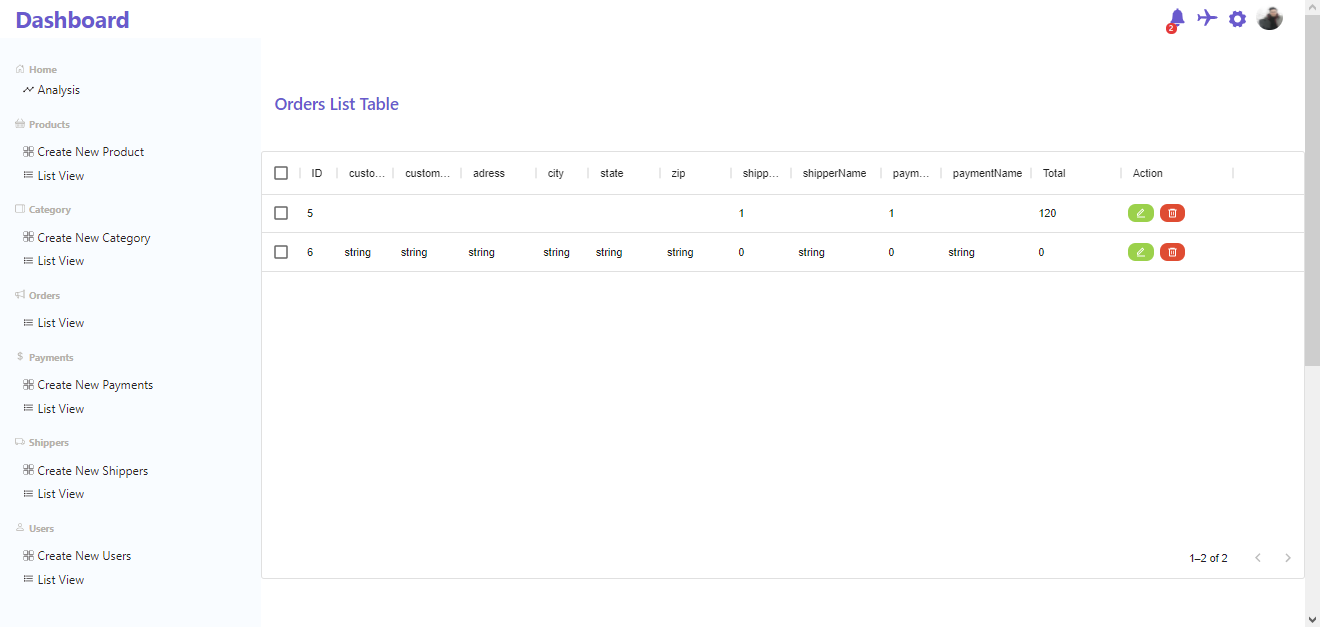 Dashboard
2
Home
Analysis
Products
Create New Product
List View
Category
Create New Category
List View
Orders
List View
$ Payments
Create New Payments
List View
Shippers
Create New Shippers
List View
Users
Create New Users
List View
Orders List Table
ID custo... custom... adress city state zip shipp... shipperName paym... paymentName Total Action
5 1 1 120
6 string string string string string string 0 string 0 string 0
1–2 of 2